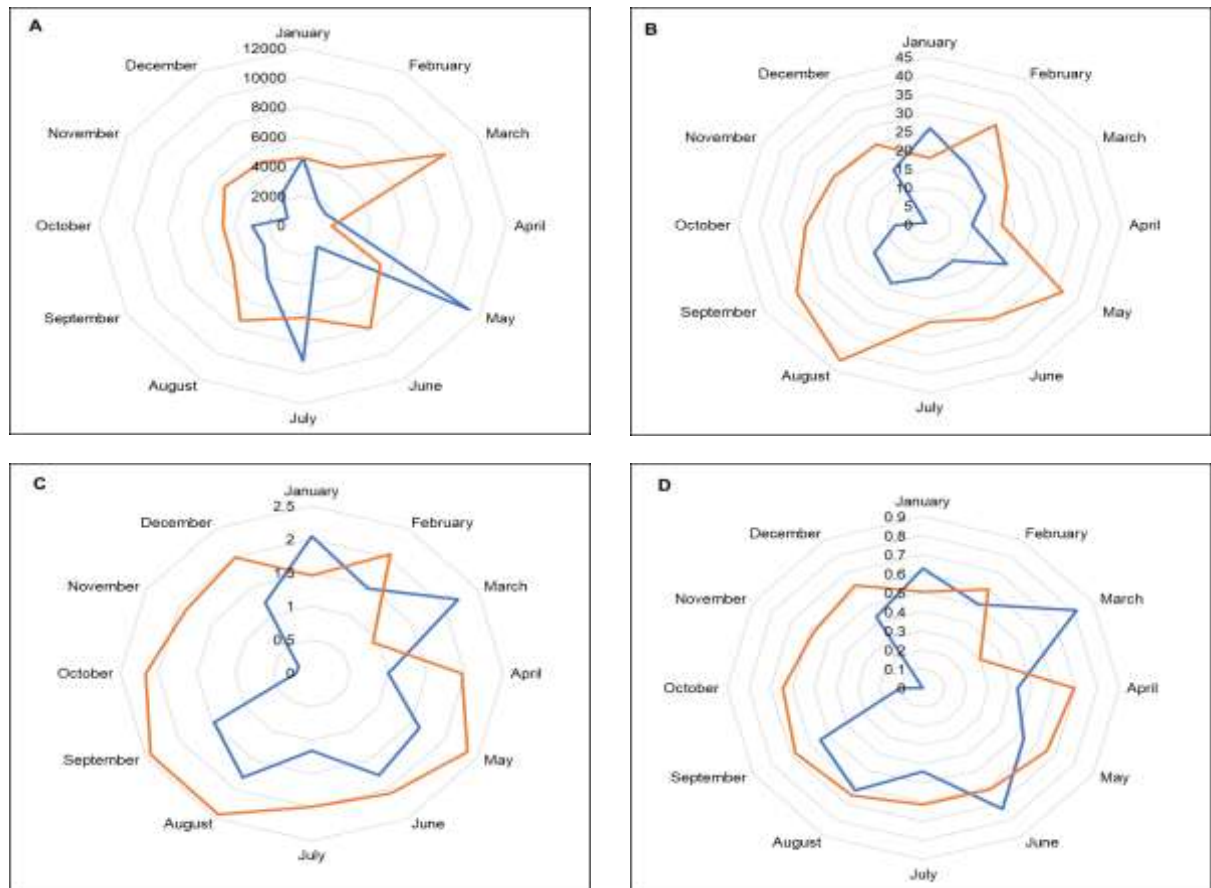 A
January
12000
December
February
10000
8000
November
March
6000
4000
2000
October
0
April
September
May
August
June
July
B
January
45
December
40
February
35
30
November
25
March
20
15
10
5
October
0
April
September
May
August
June
July
C
January
2.5
December
February
2
November
1.5
March
1
0.5
October
0
April
September
May
August
June
July
D
January
0.9
December
0.8
February
0.7
0.6
November
0.5
March
0.4
0.3
0.2
0.1
October
0
April
September
May
August
June
July